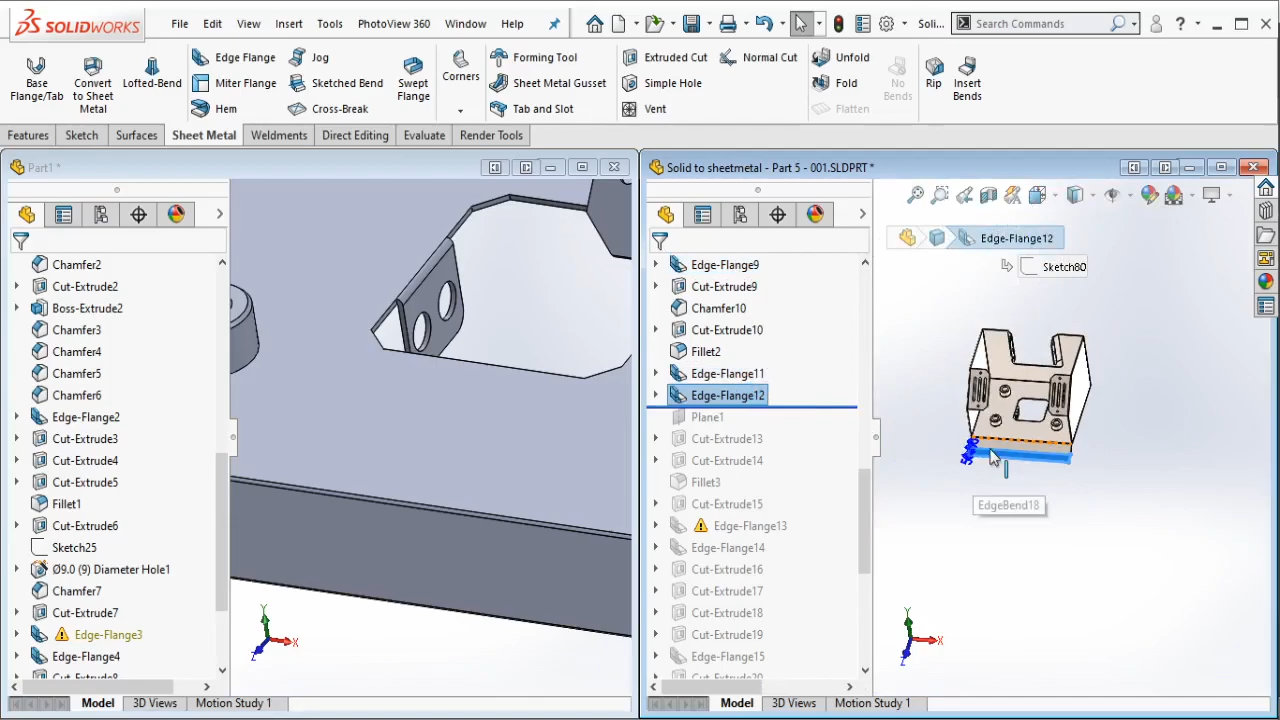 SOLIDWORKS File Edit View Insert Tools PhotoView 360 Window Help Soli... Search Commands ?
Base Flange/Tab
Convert to Sheet Metal
Lofted-Bend
Edge Flange
Miter Flange
Hem
Jog
Sketched Bend
Cross-Break
Swept Flange
Corners
Forming Tool
Sheet Metal Gusset
Tab and Slot
Extruded Cut
Simple Hole
Vent
Normal Cut
Unfold
Fold
Flatten
No Bends
Rip
Insert Bends
Features Sketch Surfaces Sheet Metal Weldments Direct Editing Evaluate Render Tools
Part1 *
Chamfer2
Cut-Extrude2
Boss-Extrude2
Chamfer3
Chamfer4
Chamfer5
Chamfer6
Edge-Flange2
Cut-Extrude3
Cut-Extrude4
Cut-Extrude5
Fillet1
Cut-Extrude6
Sketch25
Ø9.0 (9) Diameter Hole1
Chamfer7
Cut-Extrude7
Edge-Flange3
Edge-Flange4
Cut-Extrude8
Y
X
Z
Model 3D Views Motion Study 1
Solid to sheetmetal - Part 5 - 001.SLDPRT *
Edge-Flange9
Cut-Extrude9
Chamfer10
Cut-Extrude10
Fillet2
Edge-Flange11
Edge-Flange12
Plane1
Cut-Extrude13
Cut-Extrude14
Fillet3
Cut-Extrude15
Edge-Flange13
Edge-Flange14
Cut-Extrude16
Cut-Extrude17
Cut-Extrude18
Cut-Extrude19
Edge-Flange15
Cut-Extrude20
Edge-Flange12
Sketch80
EdgeBend18
Y
X
Z
Model 3D Views Motion Study 1